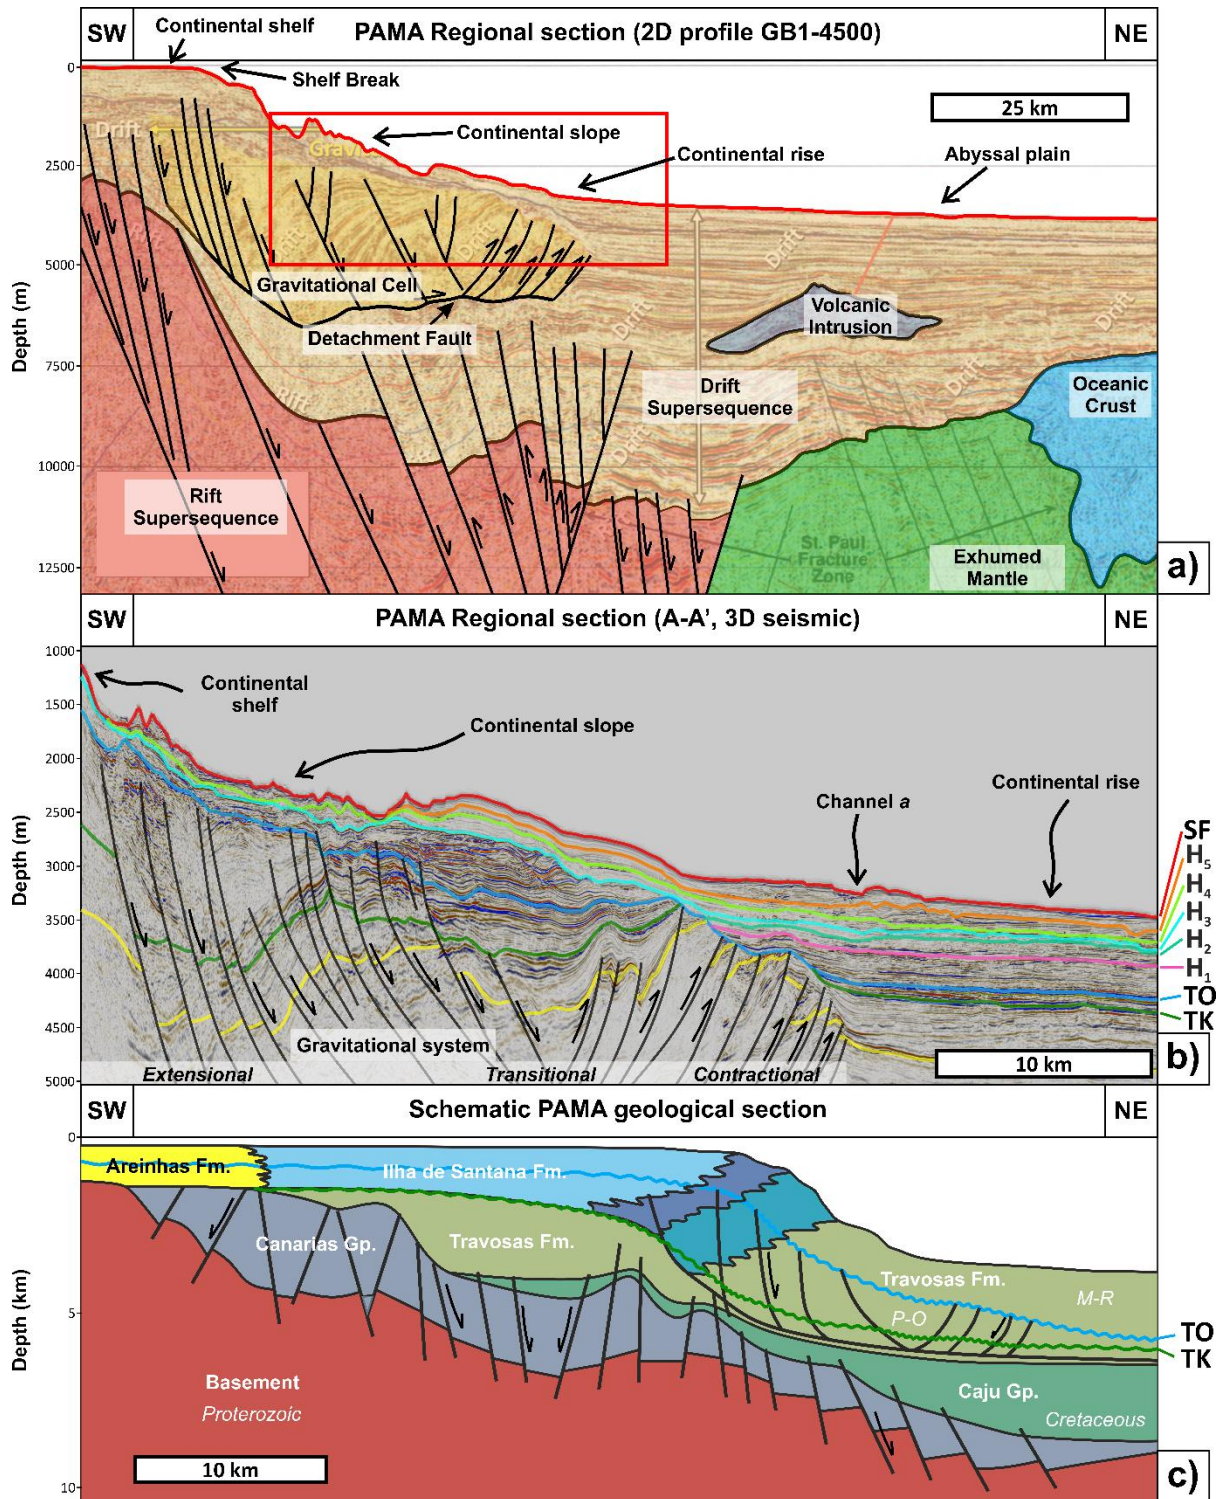 SW
Continental shelf
PAMA Regional section (2D profile GB1-4500)
NE
0
Shelf Break
25 km
Drift
Continental slope
Continental rise
Abyssal plain
2500
Drift
Drift
Drift
Rift
Drift
5000
Gravitational Cell
Detachment Fault
Volcanic
Intrusion
Drift
Drift
Depth (m)
7500
Rift
Drift
Supersequence
Drift
Oceanic
Crust
Drift
10000
Rift
Supersequence
St. Paul
Fracture
Zone
Exhumed
Mantle
12500
a)
SW
PAMA Regional section (A-A’, 3D seismic)
NE
1000
Continental
shelf
1500
Continental slope
2000
Continental rise
Channel a
2500
Depth (m)
3000
3500
4000
4500
5000
SF
H5
H4
H3
H2
H1
TO
TK
Gravitational system
Extensional
Transitional
Contractional
10 km
b)
SW
Schematic PAMA geological section
NE
0
Areinhas Fm.
Ilha de Santana Fm.
Canarias Gp.
Travosas Fm.
Travosas Fm.
M-R
P-O
TO
TK
5
Depth (km)
Basement
Proterozoic
Caju Gp.
Cretaceous
10 km
10
c)